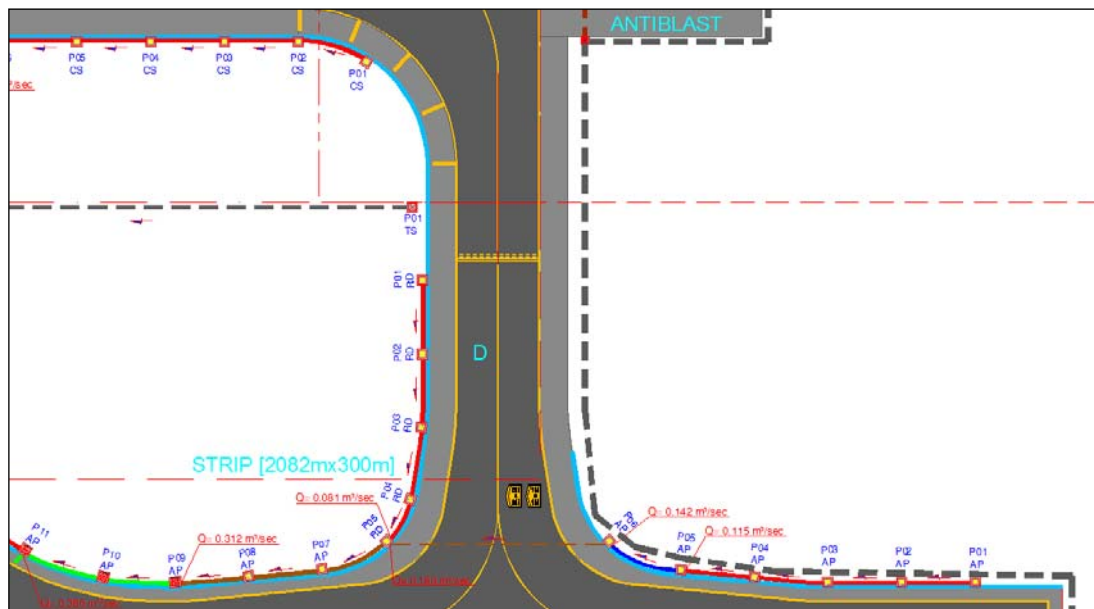 ANTIBLAST
P05
CS
P04
CS
P03
CS
P02
CS
P01
CS
P01
TS
P01
RD
P02
RD
D
P03
RD
STRIP [2082mx300m]
P04
RD
Q= 0.061 m³/sec
P05
RD
Q= 0.142 m³/sec
P06
AP
Q= 0.115 m³/sec
P11
AP
P10
AP
P09
AP
Q= 0.312 m³/sec
P08
AP
P07
AP
P05
AP
P04
AP
P03
AP
P02
AP
P01
AP